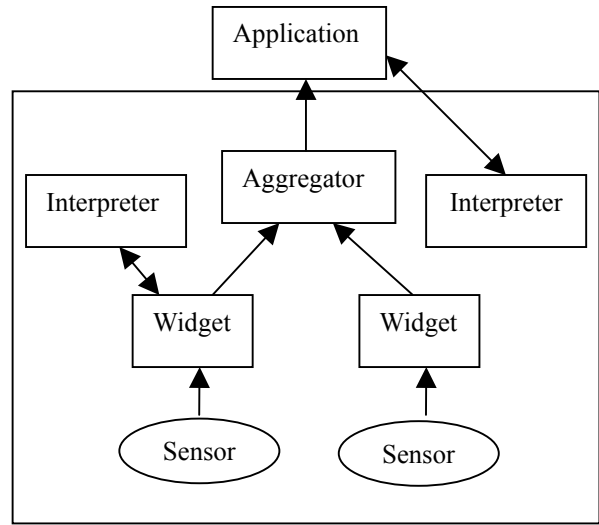 Application
Aggregator
Interpreter
Interpreter
Widget
Widget
Sensor
Sensor